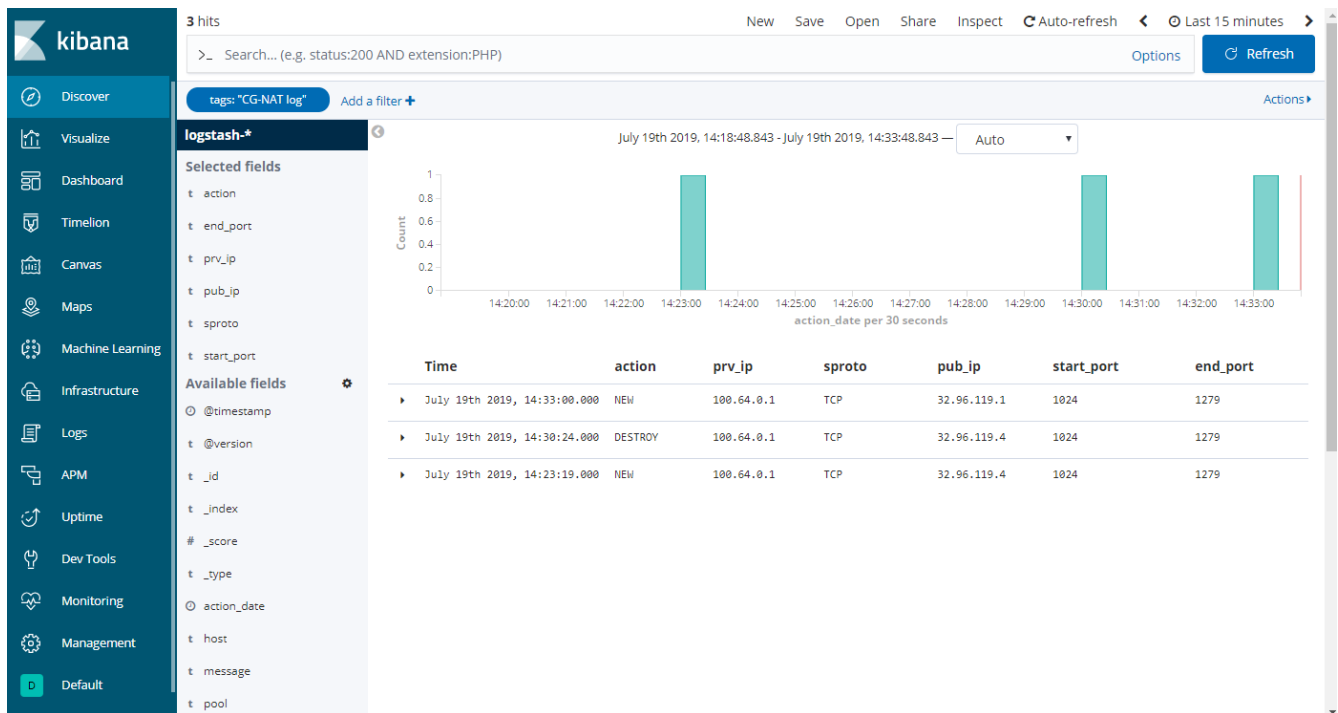 kibana
Discover
Visualize
Dashboard
Timelion
Canvas
Maps
Machine Learning
Infrastructure
Logs
APM
Uptime
Dev Tools
Monitoring
Management
D Default
3 hits
New Save Open Share Inspect Auto-refresh Last 15 minutes
>_ Search... (e.g. status:200 AND extension:PHP) Options Refresh
tags: "CG-NAT log" Add a filter + Actions
logstash-*
Selected fields
t action
t end_port
t prv_ip
t pub_ip
t sproto
t start_port
Available fields
@timestamp
t @version
t _id
t _index
# _score
t _type
action_date
t host
t message
t pool
July 19th 2019, 14:18:48.843 - July 19th 2019, 14:33:48.843 — Auto
Count
1
0.8
0.6
0.4
0.2
0
14:20:00 14:21:00 14:22:00 14:23:00 14:24:00 14:25:00 14:26:00 14:27:00 14:28:00 14:29:00 14:30:00 14:31:00 14:32:00 14:33:00
action_date per 30 seconds
Time action prv_ip sproto pub_ip start_port end_port
July 19th 2019, 14:33:00.000 NEW 100.64.0.1 TCP 32.96.119.1 1024 1279
July 19th 2019, 14:30:24.000 DESTROY 100.64.0.1 TCP 32.96.119.4 1024 1279
July 19th 2019, 14:23:19.000 NEW 100.64.0.1 TCP 32.96.119.4 1024 1279